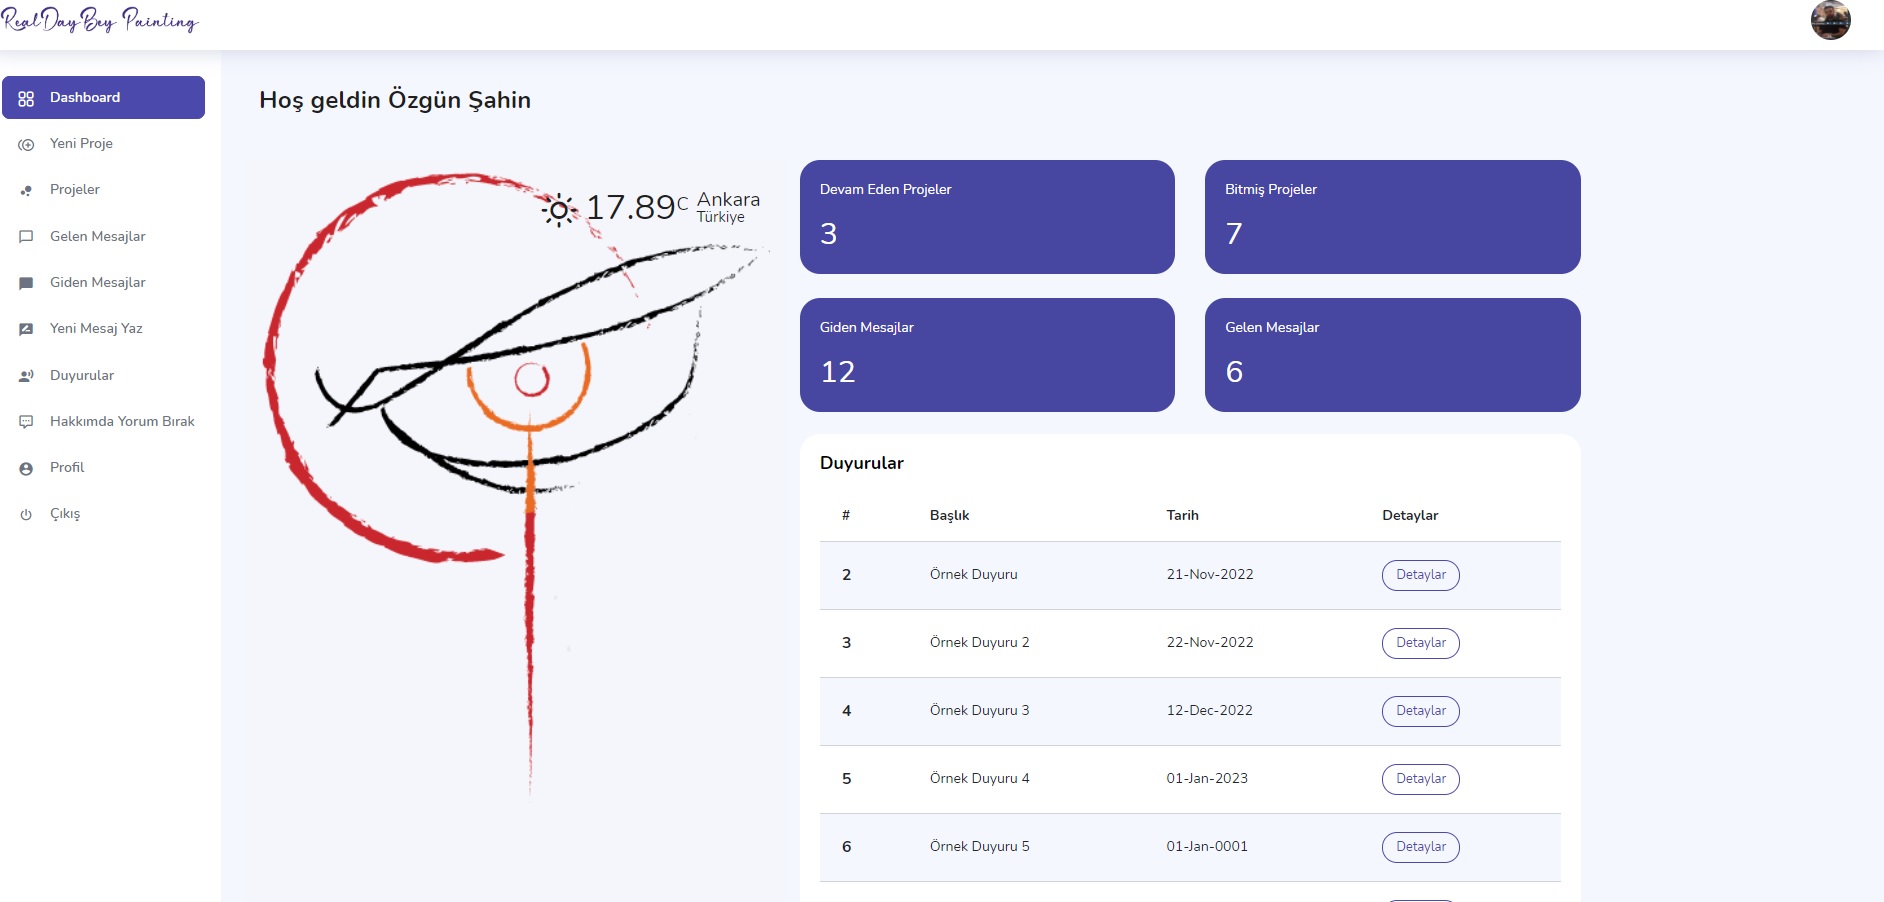 RealDayBey Painting
Dashboard
Yeni Proje
Projeler
Gelen Mesajlar
Giden Mesajlar
Yeni Mesaj Yaz
Duyurular
Hakkımda Yorum Bırak
Profil
Çıkış
Hoş geldin Özgün Şahin
17.89C Ankara
Türkiye
Devam Eden Projeler
3
Bitmiş Projeler
7
Giden Mesajlar
12
Gelen Mesajlar
6
Duyurular
# Başlık Tarih Detaylar
2 Örnek Duyuru 21-Nov-2022 Detaylar
3 Örnek Duyuru 2 22-Nov-2022 Detaylar
4 Örnek Duyuru 3 12-Dec-2022 Detaylar
5 Örnek Duyuru 4 01-Jan-2023 Detaylar
6 Örnek Duyuru 5 01-Jan-0001 Detaylar